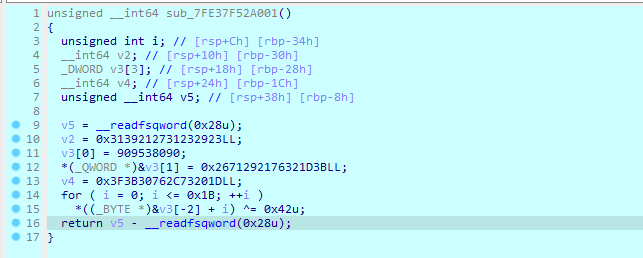 1 unsigned __int64 sub_7FE37F52A001()
2 {
3 unsigned int i; // [rsp+Ch] [rbp-34h]
4 __int64 v2; // [rsp+10h] [rbp-30h]
5 _DWORD v3[3]; // [rsp+18h] [rbp-28h]
6 __int64 v4; // [rsp+24h] [rbp-1Ch]
7 unsigned __int64 v5; // [rsp+38h] [rbp-8h]
8
9 v5 = __readfsqword(0x28u);
10 v2 = 0x3139212731232923LL;
11 v3[0] = 909538090;
12 *(_QWORD *)&v3[1] = 0x2671292176321D3BLL;
13 v4 = 0x3F3B30762C73201DLL;
14 for ( i = 0; i <= 0x1B; ++i )
15 *((_BYTE *)&v3[-2] + i) ^= 0x42u;
16 return v5 - __readfsqword(0x28u);
17 }